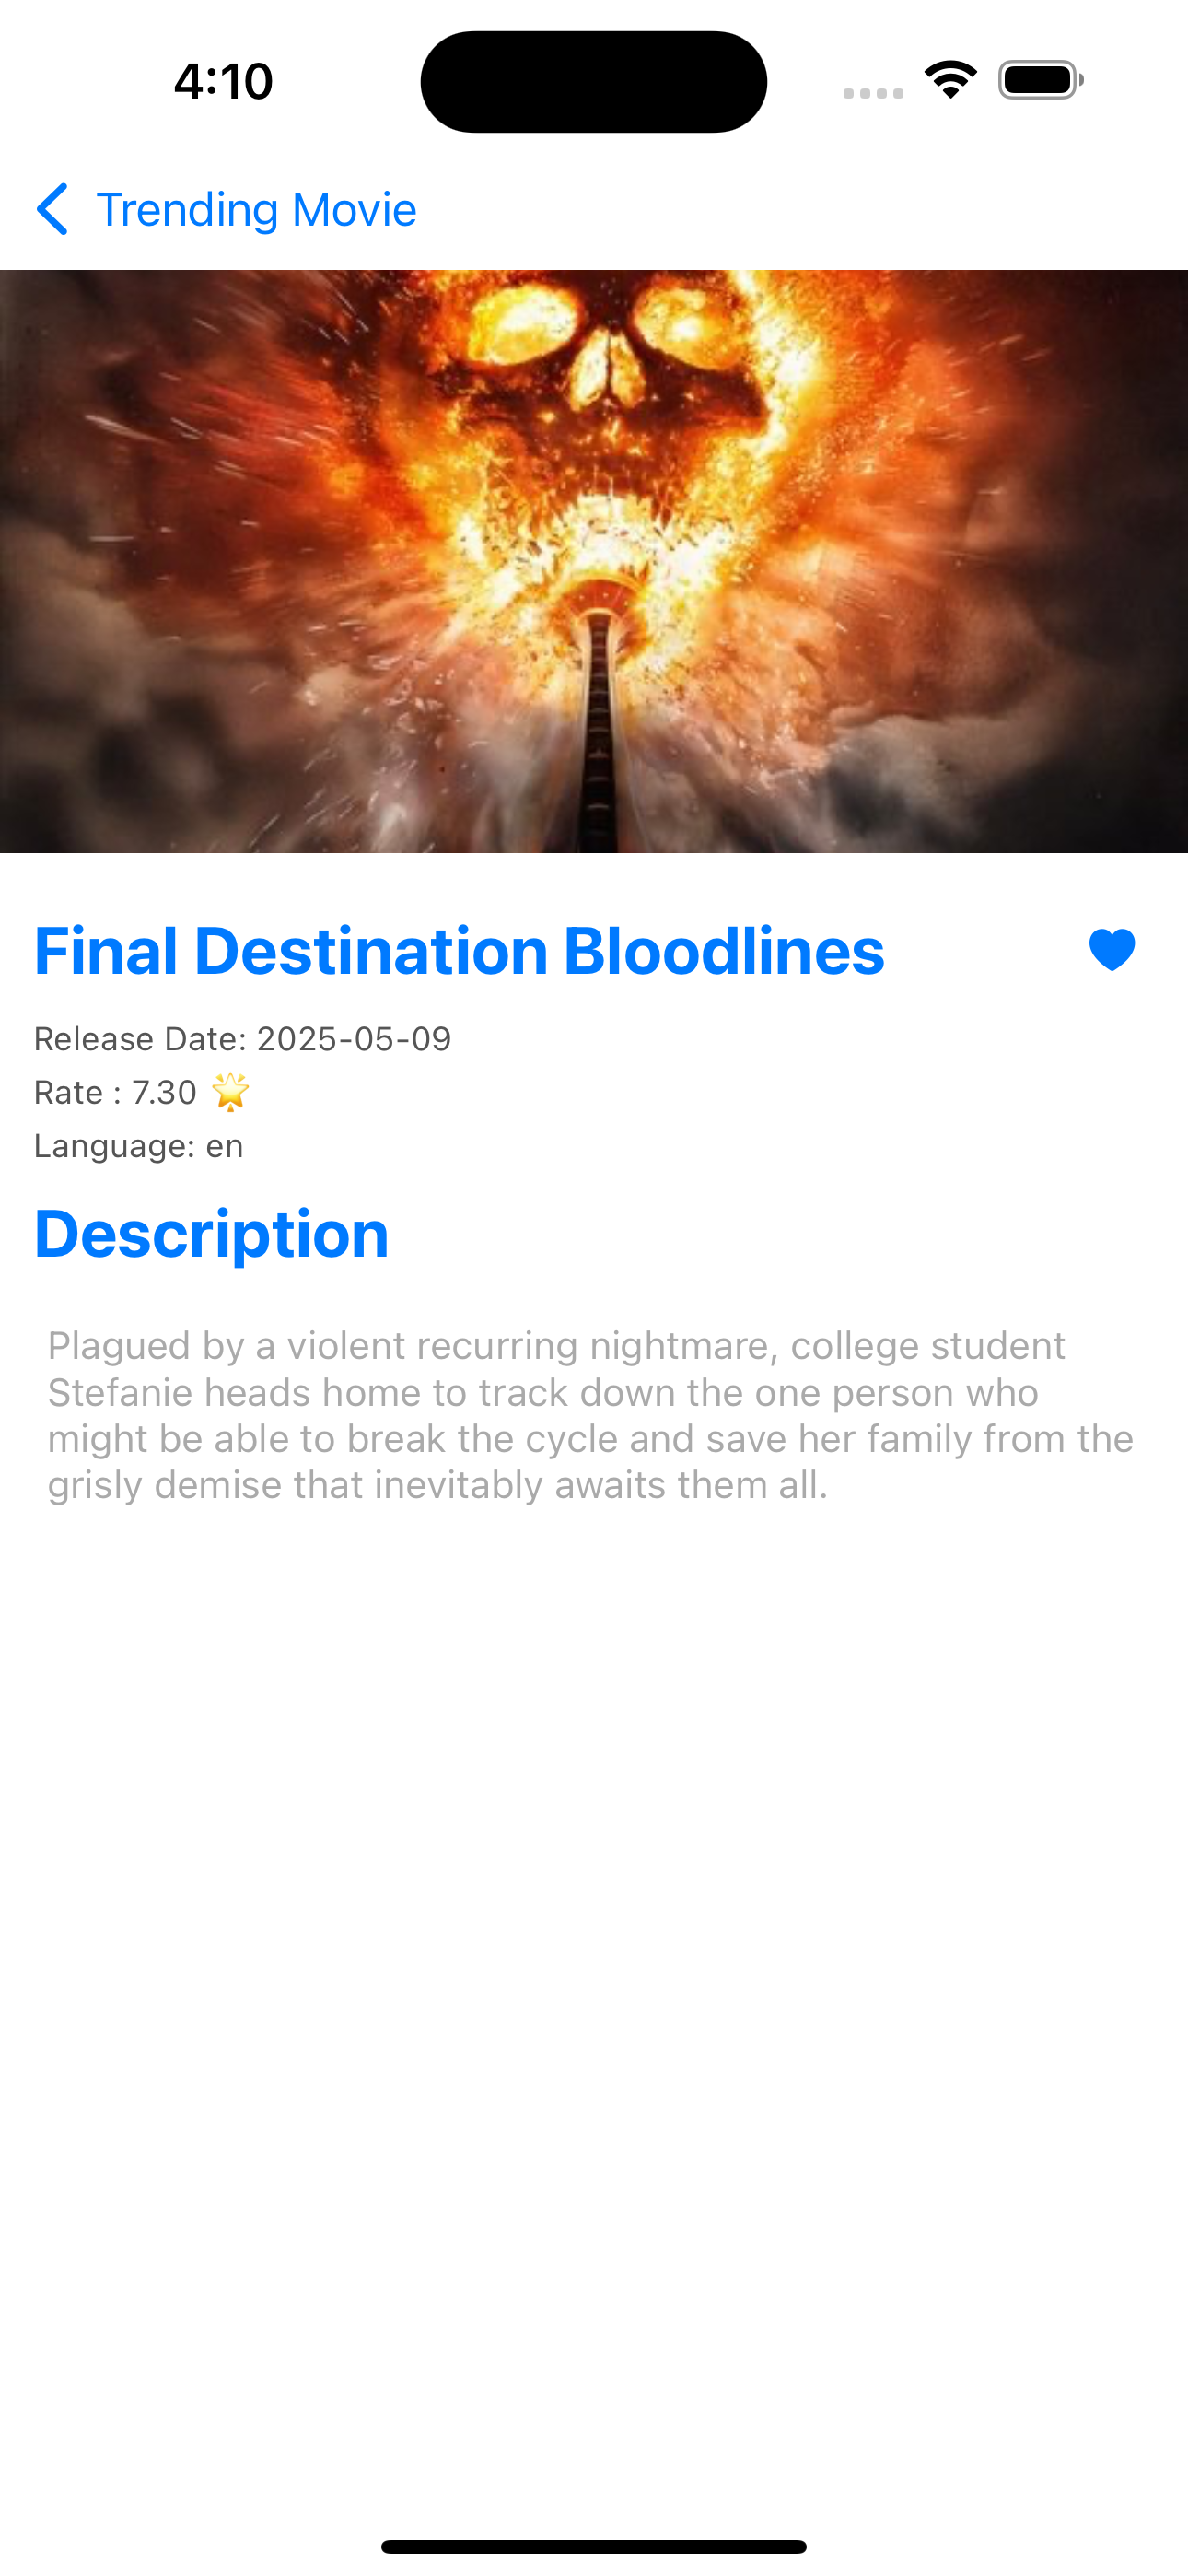 4:10
Trending Movie
Final Destination Bloodlines
Release Date: 2025-05-09
Rate : 7.30 🌟
Language: en
Description
Plagued by a violent recurring nightmare, college student
Stefanie heads home to track down the one person who
might be able to break the cycle and save her family from the
grisly demise that inevitably awaits them all.